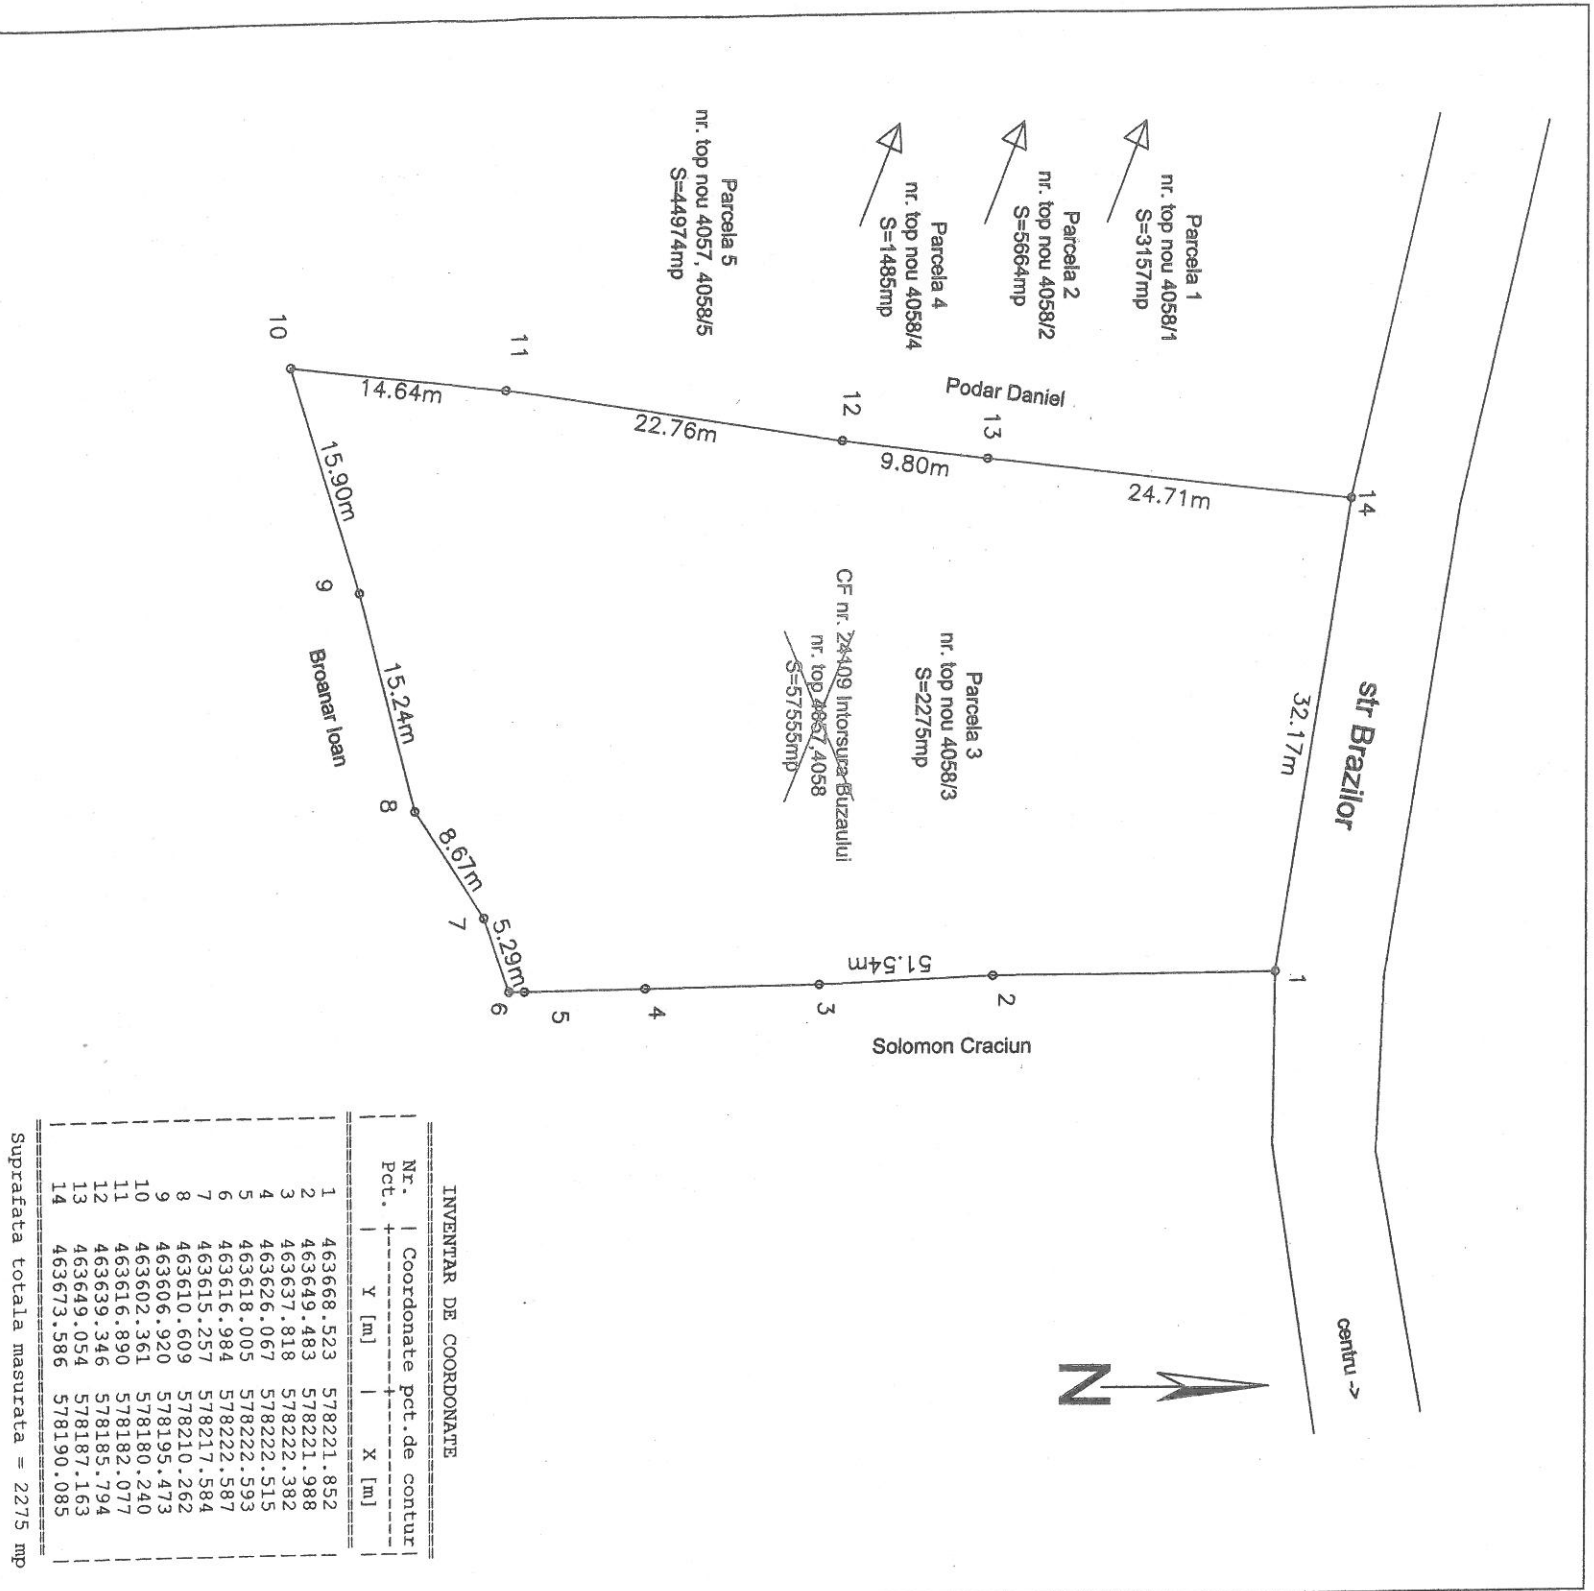 str Brazilor
centru ->
N
Parcela 1
nr. top nou 4058/1
S=3157mp
Parcela 2
nr. top nou 4058/2
S=5664mp
Parcela 4
nr. top nou 4058/4
S=1485mp
Parcela 5
nr. top nou 4057, 4058/5
S=44974mp
Podar Daniel
Parcela 3
nr. top nou 4058/3
S=2275mp
CF nr. 24409 Intorsura Buzaului
nr. top 4057,4058
S=57555mp
Solomon Craciun
Broanar Ioan
14
32.17m
1
24.71m
13
9.80m
12
22.76m
11
14.64m
10
15.90m
9
15.24m
8
8.67m
7
5.29m
6
5
4
3
51.54m
2
INVENTAR DE COORDONATE
==========================================
| Nr. | Coordonate pct.de contur|
| Pct. +------------+------------|
| | Y [m] | X [m] |
==========================================
| 1 463668.523 578221.852 |
| 2 463649.483 578221.988 |
| 3 463637.818 578222.382 |
| 4 463626.067 578222.515 |
| 5 463618.005 578222.593 |
| 6 463616.984 578222.587 |
| 7 463615.257 578217.584 |
| 8 463610.609 578210.262 |
| 9 463606.920 578195.473 |
| 10 463602.361 578180.240 |
| 11 463616.890 578182.077 |
| 12 463639.346 578185.794 |
| 13 463649.054 578187.163 |
| 14 463673.586 578190.085 |
==========================================
Suprafata totala masurata = 2275 mp